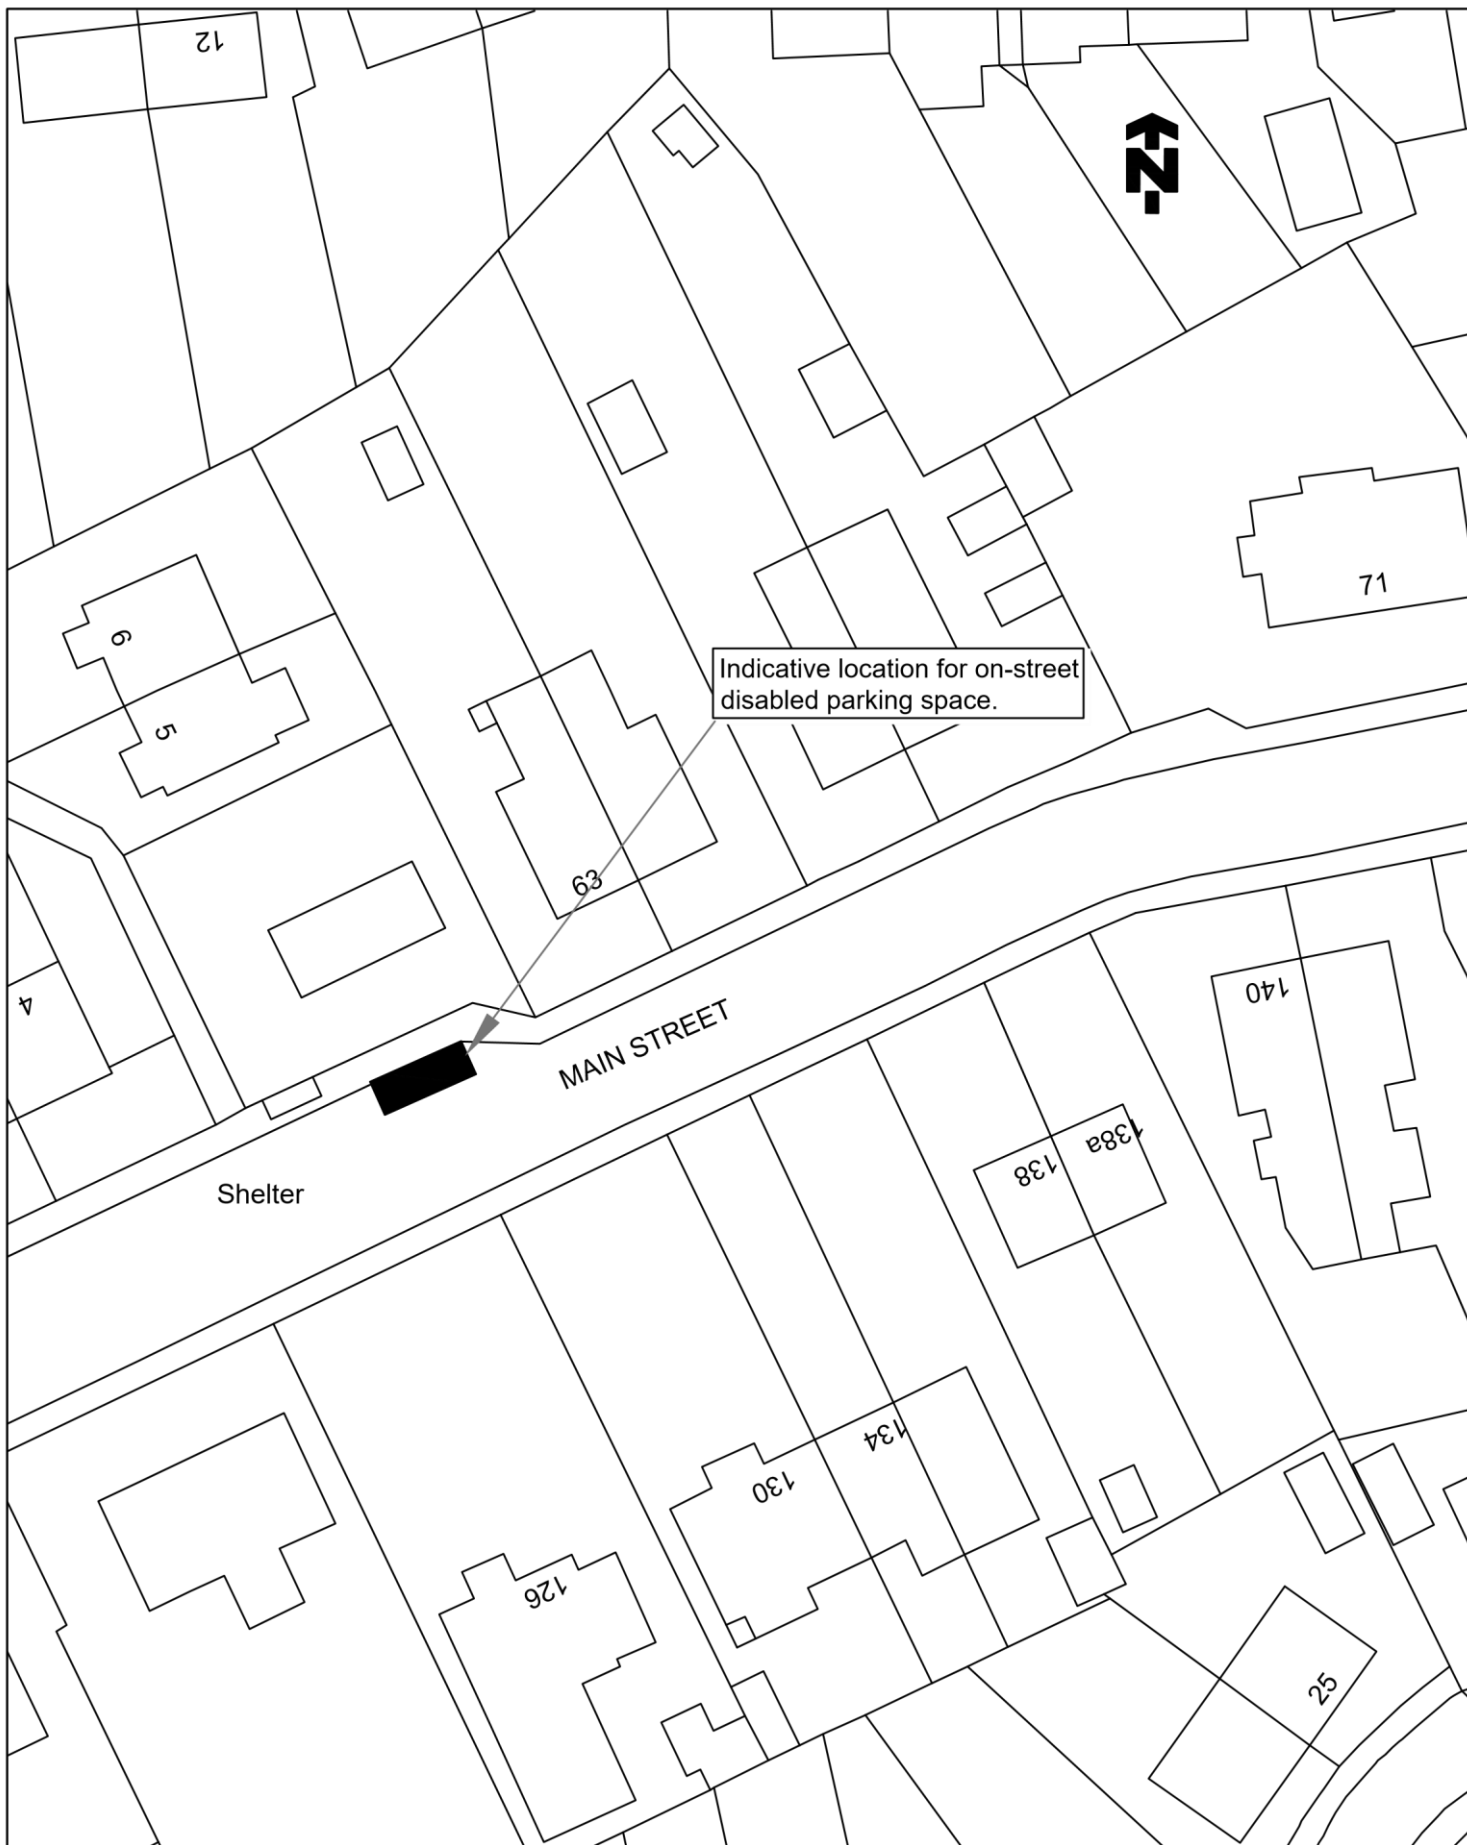 12
N
6
5
71
Indicative location for on-street
disabled parking space.
63
4
140
MAIN STREET
138a
138
Shelter
134
130
126
25